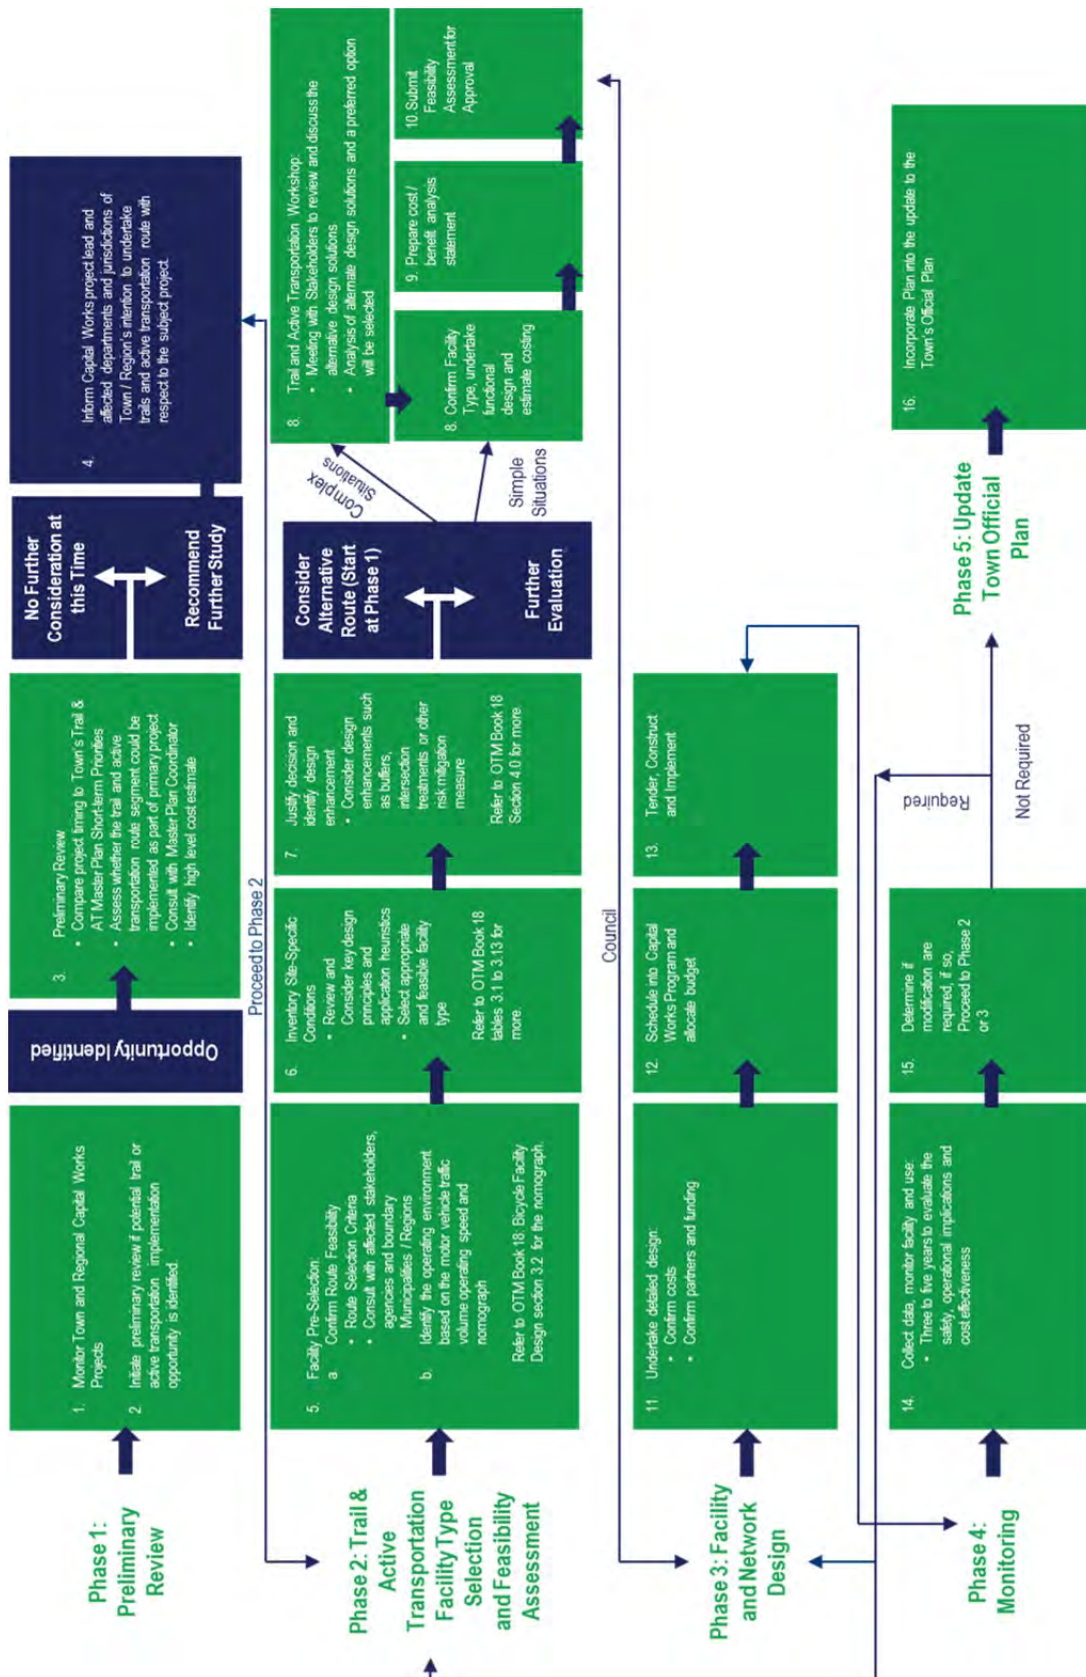 Phase 1:
Preliminary
Review
1. Monitor Town and Regional Capital Works
Projects
2. Initiate preliminary review if potential trail or
active transportation implementation
opportunity is identified.
Opportunity Identified
3. Preliminary Review
• Compare project timing to Town's Trail &
AT Master Plan Short-term Priorities
• Assess whether the trail and active
transportation route segment could be
implemented as part of primary project
• Consult with Master Plan Coordinator
• Identify high level cost estimate
No Further
Consideration at
this Time
Recommend
Further Study
4. Inform Capital Works project lead and
affected departments and jurisdictions of
Town / Region's intention to undertake
trails and active transportation route with
respect to the subject project.
Proceed to Phase 2
Phase 2: Trail &
Active
Transportation
Facility Type
Selection
and Feasibility
Assessment
5. Facility Pre-Selection:
a Confirm Route Feasibility
• Route Selection Criteria
• Consult with affected stakeholders,
agencies and boundary
Municipalities / Regions
b. Identify the operating environment
based on the motor vehicle traffic
volume operating speed and
nomograph
Refer to OTM Book 18: Bicycle Facility
Design section 3.2 for the nomograph.
6. Inventory Site-Specific
Conditions
• Review and
Consider key design
principles and
application heuristics
• Select appropriate
and feasible facility
type
Refer to OTM Book 18
tables 3.1 to 3.13 for
more.
7. Justify decision and
identify design
enhancement
• Consider design
enhancements such
as buffers,
intersection
treatments or other
risk mitigation
measure
Refer to OTM Book 18
Section 4.0 for more.
Consider
Alternative
Route (Start
at Phase 1)
Further
Evaluation
Complex
Situations
Simple
Situations
8. Trail and Active Transportation Workshop:
• Meeting with Stakeholders to review and discuss the
alternative design solutions
• Analysis of alternate design solutions and a preferred option
will be selected
8. Confirm Facility
Type, undertake
functional
design and
estimate costing
9. Prepare cost /
benefit analysis
statement
10. Submit
Feasibility
Assessment for
Approval
Council
Phase 3: Facility
and Network
Design
11. Undertake detailed design:
• Confirm costs
• Confirm partners and funding
12. Schedule into Capital
Works Program and
allocate budget
13. Tender, Construct
and Implement
Phase 4:
Monitoring
14. Collect data, monitor facility and use:
• Three to five years to evaluate the
safety, operational implications and
cost effectiveness
15. Determine if
modification are
required, if so,
Proceed to Phase 2
or 3
Required
Not Required
Phase 5: Update
Town Official
Plan
16. Incorporate Plan into the update to the
Town's Official Plan